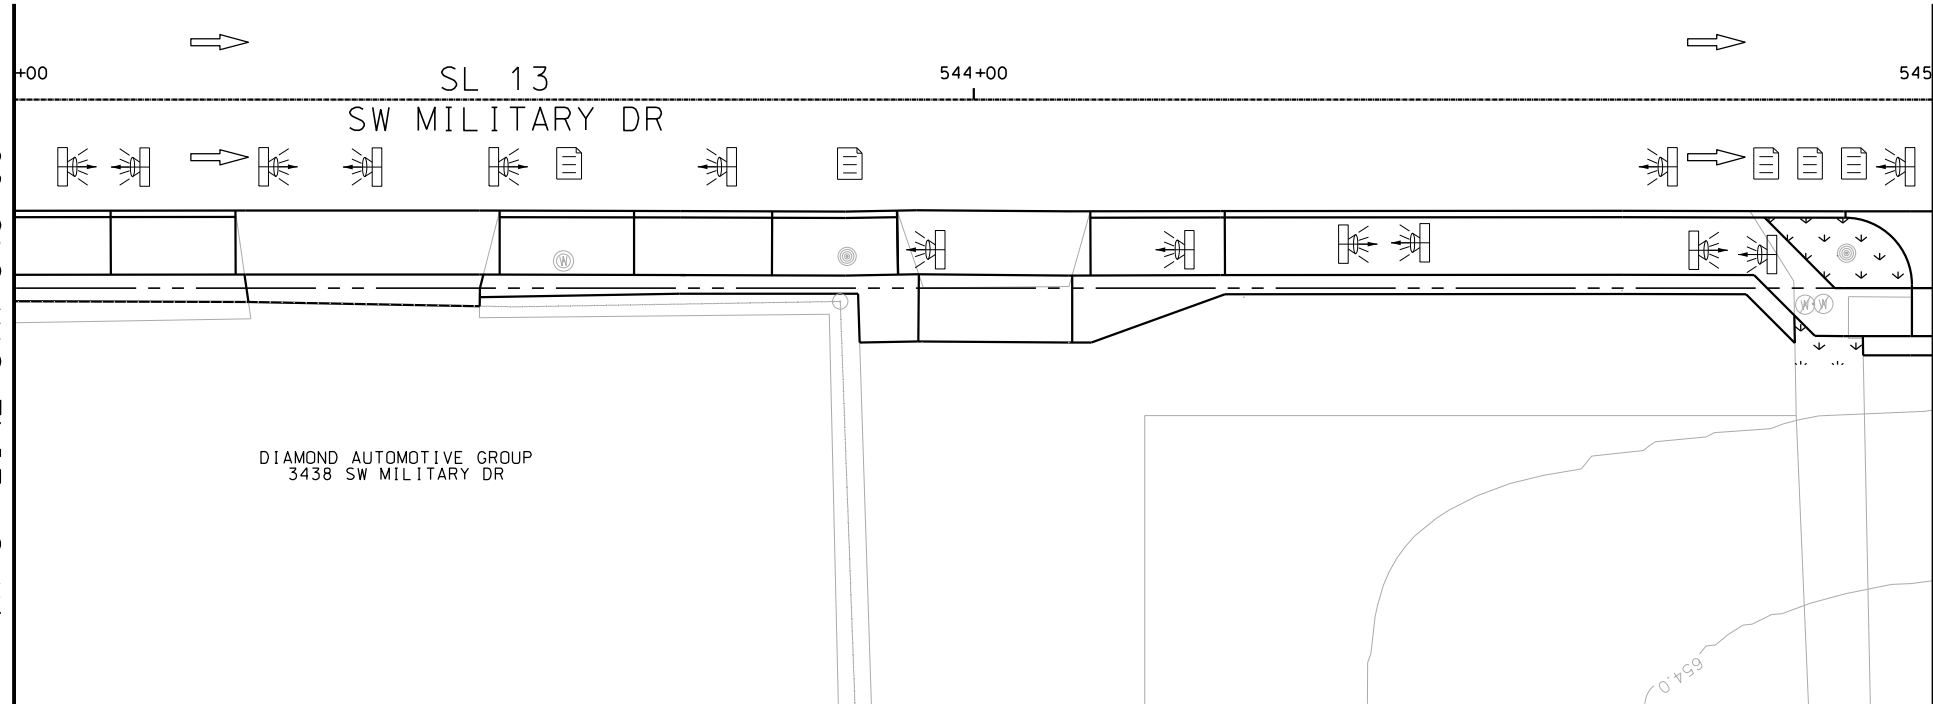 +00
544+00
545
SL 13
SW MILITARY DR
W
W W
DIAMOND AUTOMOTIVE GROUP
3438 SW MILITARY DR
654.0